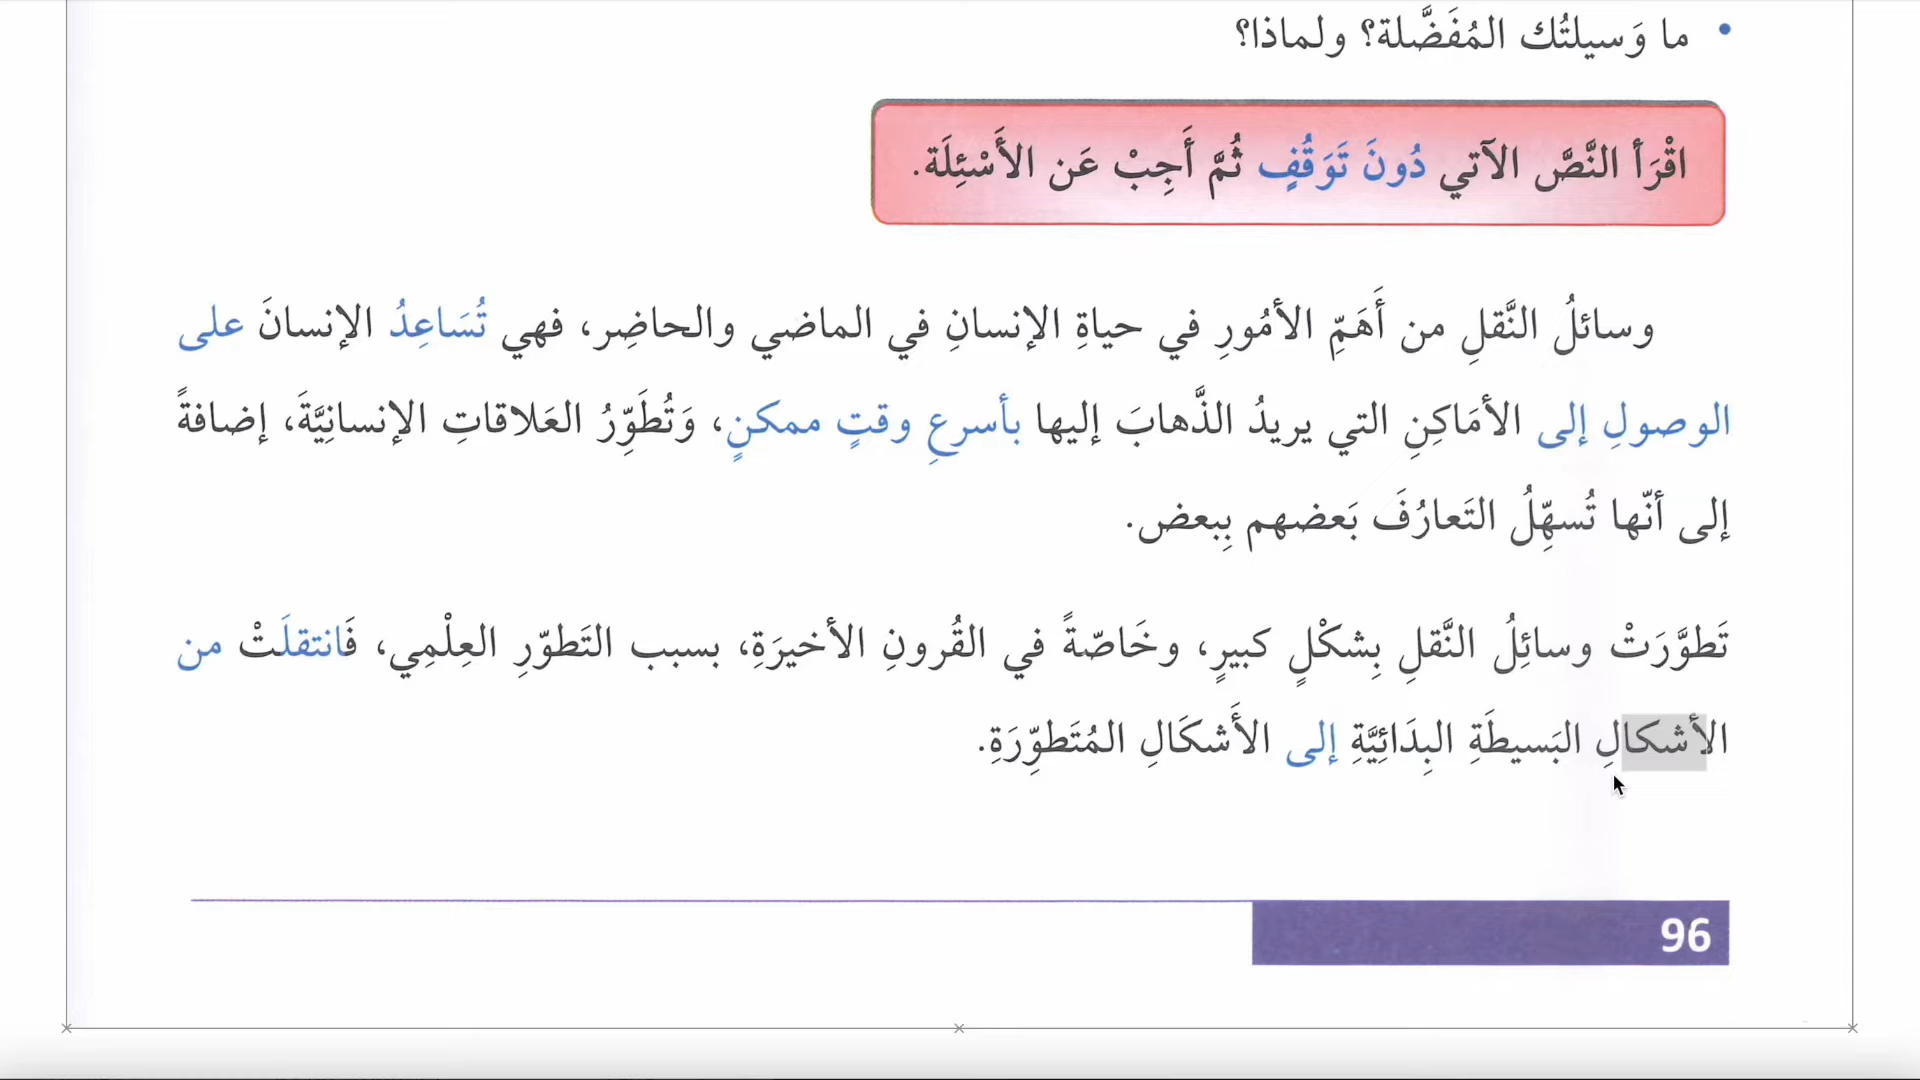 ما وَسيلتُك المُفَضَّلة؟ ولماذا؟
اقْرَأ النَّصَّ الآتي دُونَ تَوَقُّفٍ ثُمَّ أَجِبْ عَن الأَسْئِلَة.
وسائلُ النَّقلِ من أَهَمِّ الأمُورِ في حياةِ الإنسانِ في الماضي والحاضِر، فهي تُسَاعِدُ الإنسانَ على
الوصولِ إلى الأمَاكِنِ التي يريدُ الذَّهابَ إليها بأسرعِ وقتٍ ممكنٍ، وَتُطَوِّرُ العَلاقاتِ الإنسانِيَّةَ، إضافةً
إلى أنّها تُسهِّلُ التَعارُفَ بَعضهم بِبعض.
تَطوَّرَتْ وسائِلُ النَّقلِ بِشكْلٍ كبيرٍ، وخَاصّةً في القُرونِ الأخيرَةِ، بسبب التَطوّرِ العِلْمِي، فَانتقلَتْ من
الأشكالِ البَسيطَةِ البِدَائِيَّةِ إلى الأَشكَالِ المُتَطوِّرَةِ.
96